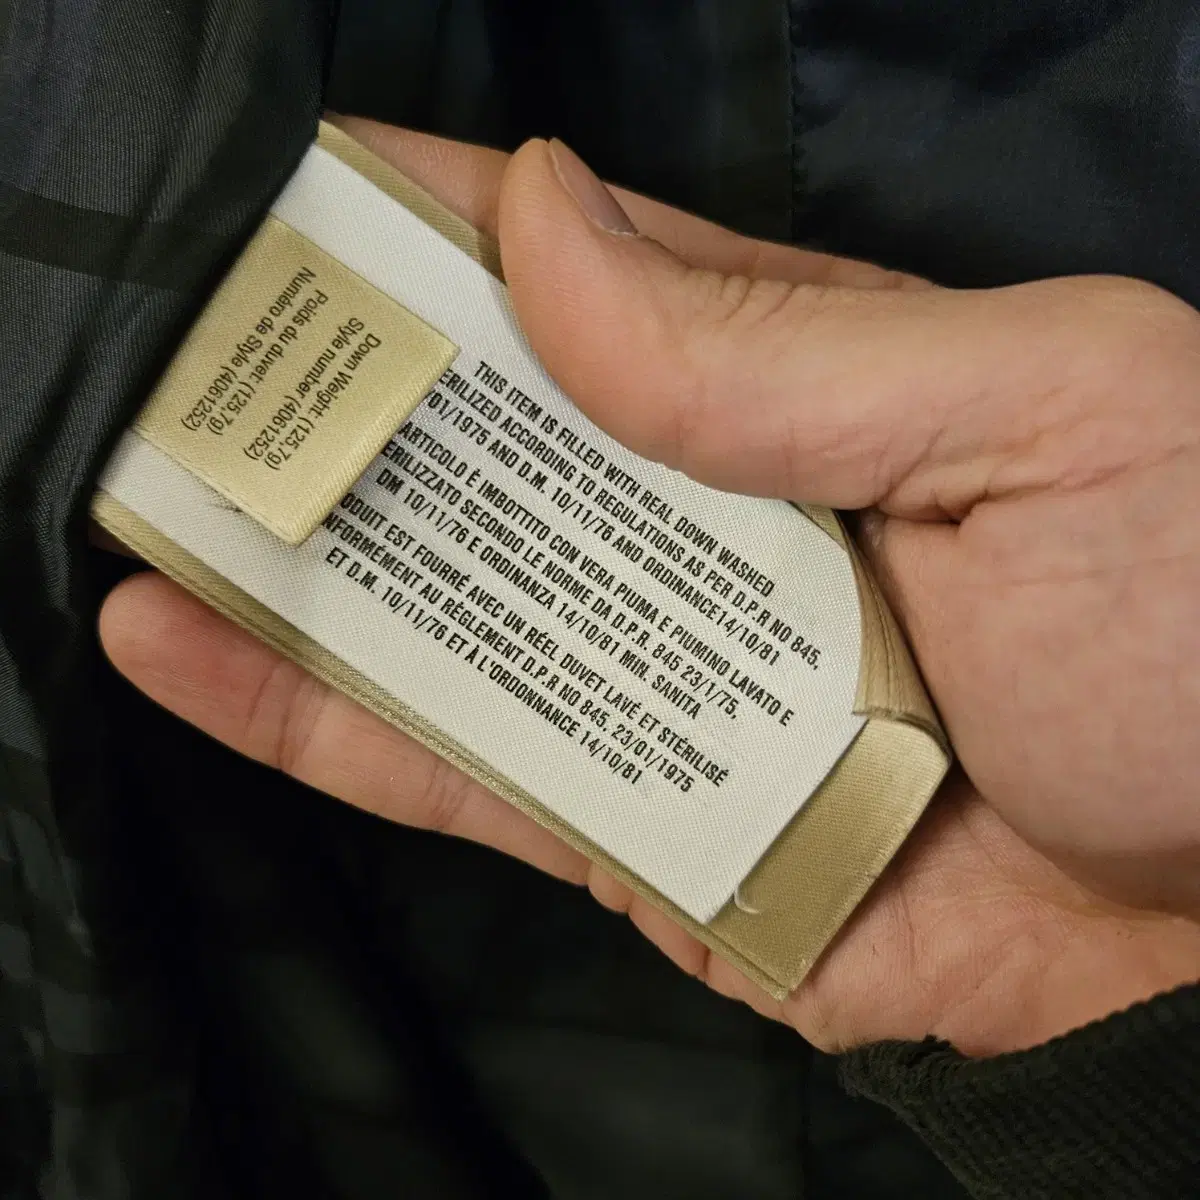 Down Weight (125,7g)
Style number (4061252)
Poids du duvet: (125,7g)
Numéro de Style (4061252)
THIS ITEM IS FILLED WITH REAL DOWN WASHED
ERILIZED ACCORDING TO REGULATIONS AS PER D.P.R NO 845,
01/1975 AND D.M. 10/11/76 AND ORDINANCE14/10/81
ARTICOLO È IMBOTTITO CON VERA PIUMA E PIUMINO LAVATO E
ERILIZZATO SECONDO LE NORME DA D.P.R. 845 23/1/75,
DM 10/11/76 E ORDINANZA 14/10/81 MIN. SANITA
ODUIT EST FOURRÉ AVEC UN RÉEL DUVET LAVÉ ET STÉRILISÉ
NFORMEMENT AU RÈGLEMENT D.P.R NO 845, 23/01/1975
ET D.M. 10/11/76 ET À L'ORDONNANCE 14/10/81